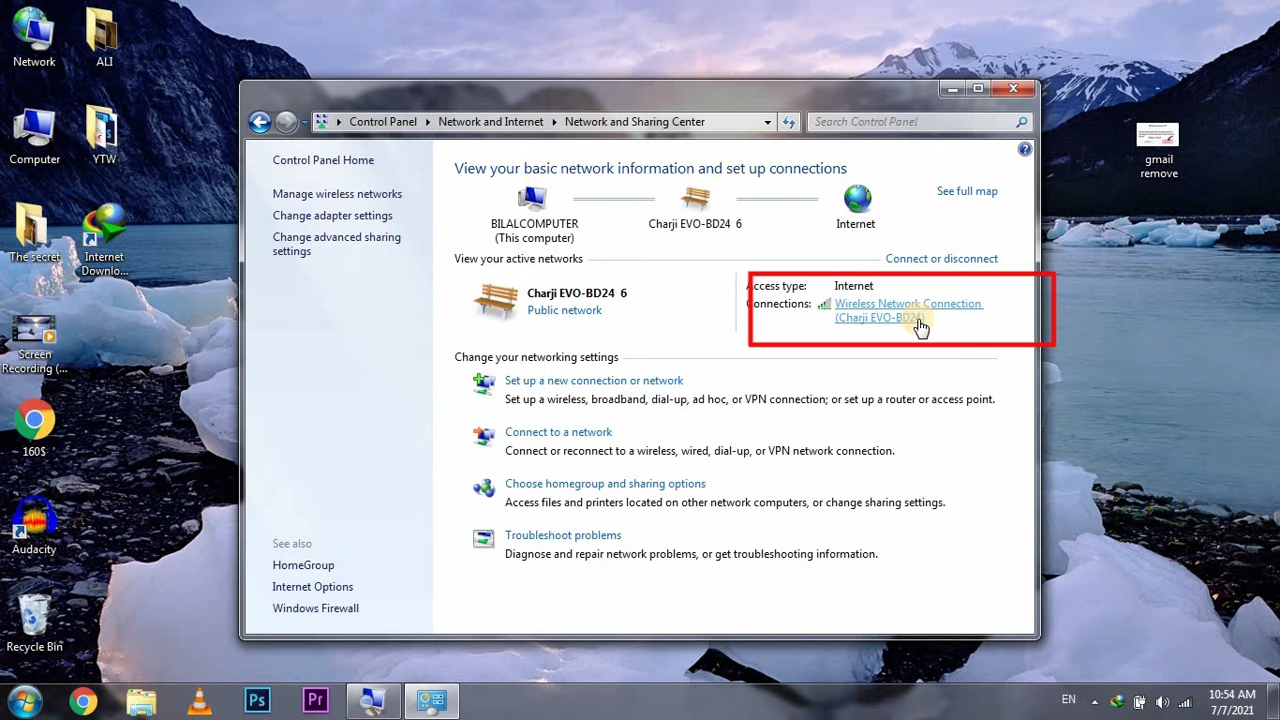 Network
ALI
Computer
YTW
The secret
Internet
Downlo...
Screen
Recording (...
160$
Audacity
Recycle Bin
gmail
remove
Control Panel
Network and Internet
Network and Sharing Center
Search Control Panel
Control Panel Home
Manage wireless networks
Change adapter settings
Change advanced sharing
settings
See also
HomeGroup
Internet Options
Windows Firewall
View your basic network information and set up connections
See full map
BILALCOMPUTER
(This computer)
Charji EVO-BD24 6
Internet
View your active networks
Connect or disconnect
Charji EVO-BD24 6
Public network
Access type: Internet
Connections: Wireless Network Connection
(Charji EVO-BD24)
Change your networking settings
Set up a new connection or network
Set up a wireless, broadband, dial-up, ad hoc, or VPN connection; or set up a router or access point.
Connect to a network
Connect or reconnect to a wireless, wired, dial-up, or VPN network connection.
Choose homegroup and sharing options
Access files and printers located on other network computers, or change sharing settings.
Troubleshoot problems
Diagnose and repair network problems, or get troubleshooting information.
Ps
Pr
EN
10:54 AM
7/7/2021